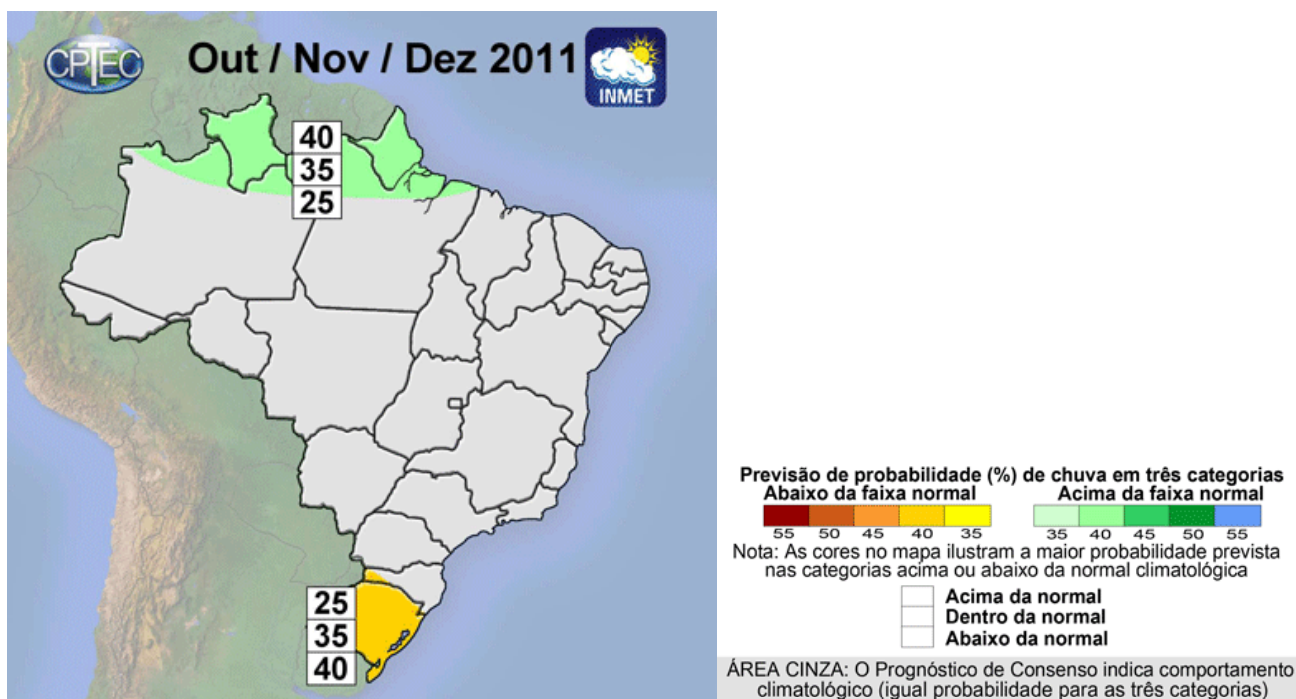 CPTEC
Out / Nov / Dez 2011
INMET
40
35
25
25
35
40
Previsão de probabilidade (%) de chuva em três categorias
Abaixo da faixa normal
Acima da faixa normal
55 50 45 40 35
35 40 45 50 55
Nota: As cores no mapa ilustram a maior probabilidade prevista
nas categorias acima ou abaixo da normal climatológica
Acima da normal
Dentro da normal
Abaixo da normal
ÁREA CINZA: O Prognóstico de Consenso indica comportamento
climatológico (igual probabilidade para as três categorias)